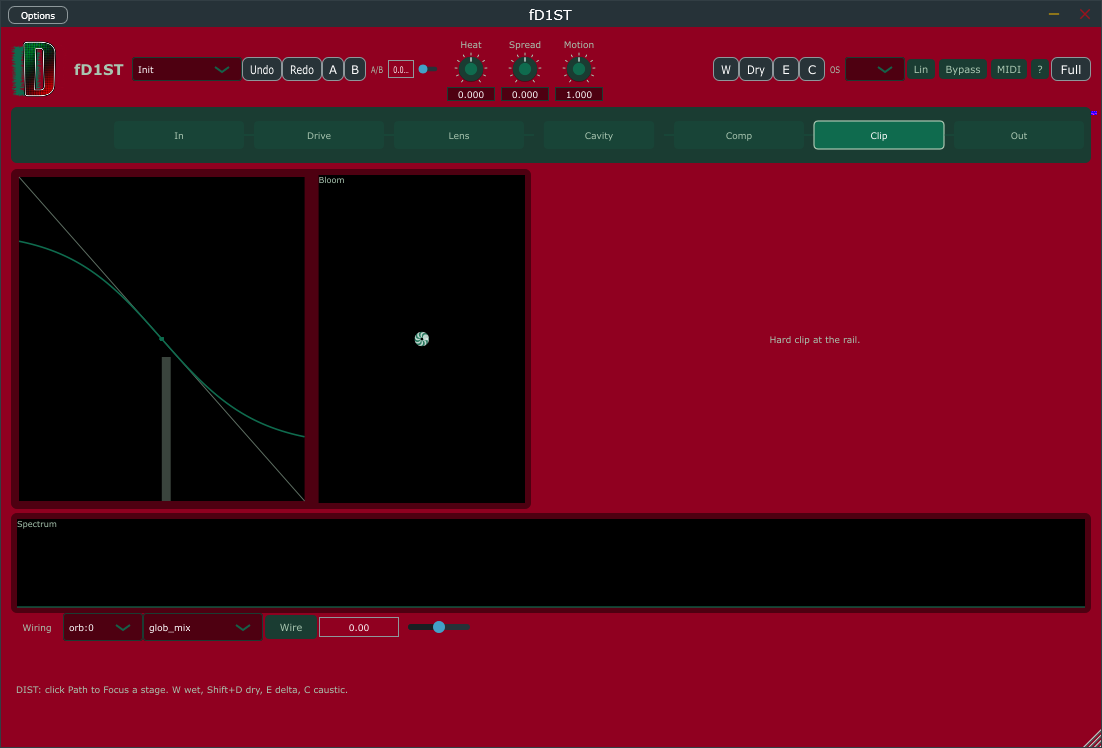 Options
fD1ST
D
fD1ST
Init
Undo
Redo
A
B
A/B
0.0...
Heat
0.000
Spread
0.000
Motion
1.000
W
Dry
E
C
OS
Lin
Bypass
MIDI
?
Full
In
Drive
Lens
Cavity
Comp
Clip
Out
Bloom
Hard clip at the rail.
Spectrum
Wiring
orb:0
glob_mix
Wire
0.00
DIST: click Path to Focus a stage. W wet, Shift+D dry, E delta, C caustic.